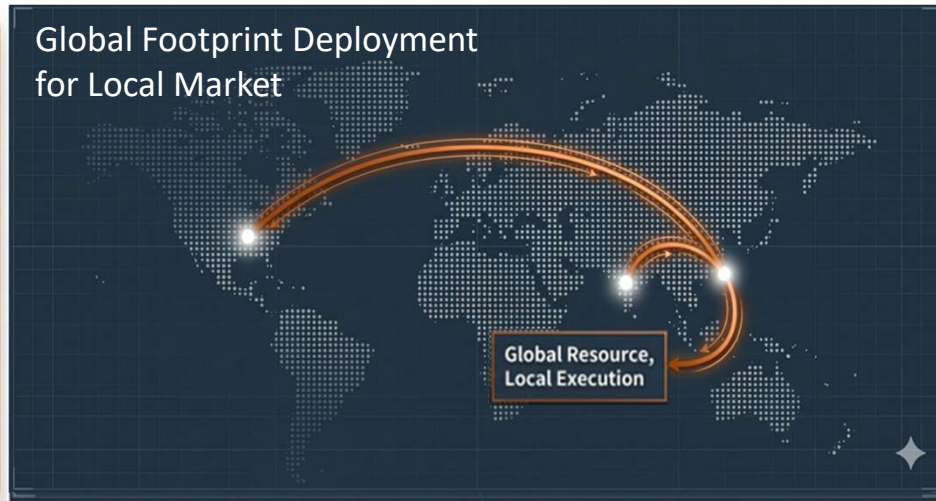 Global Footprint Deployment
for Local Market
Global Resource,
Local Execution